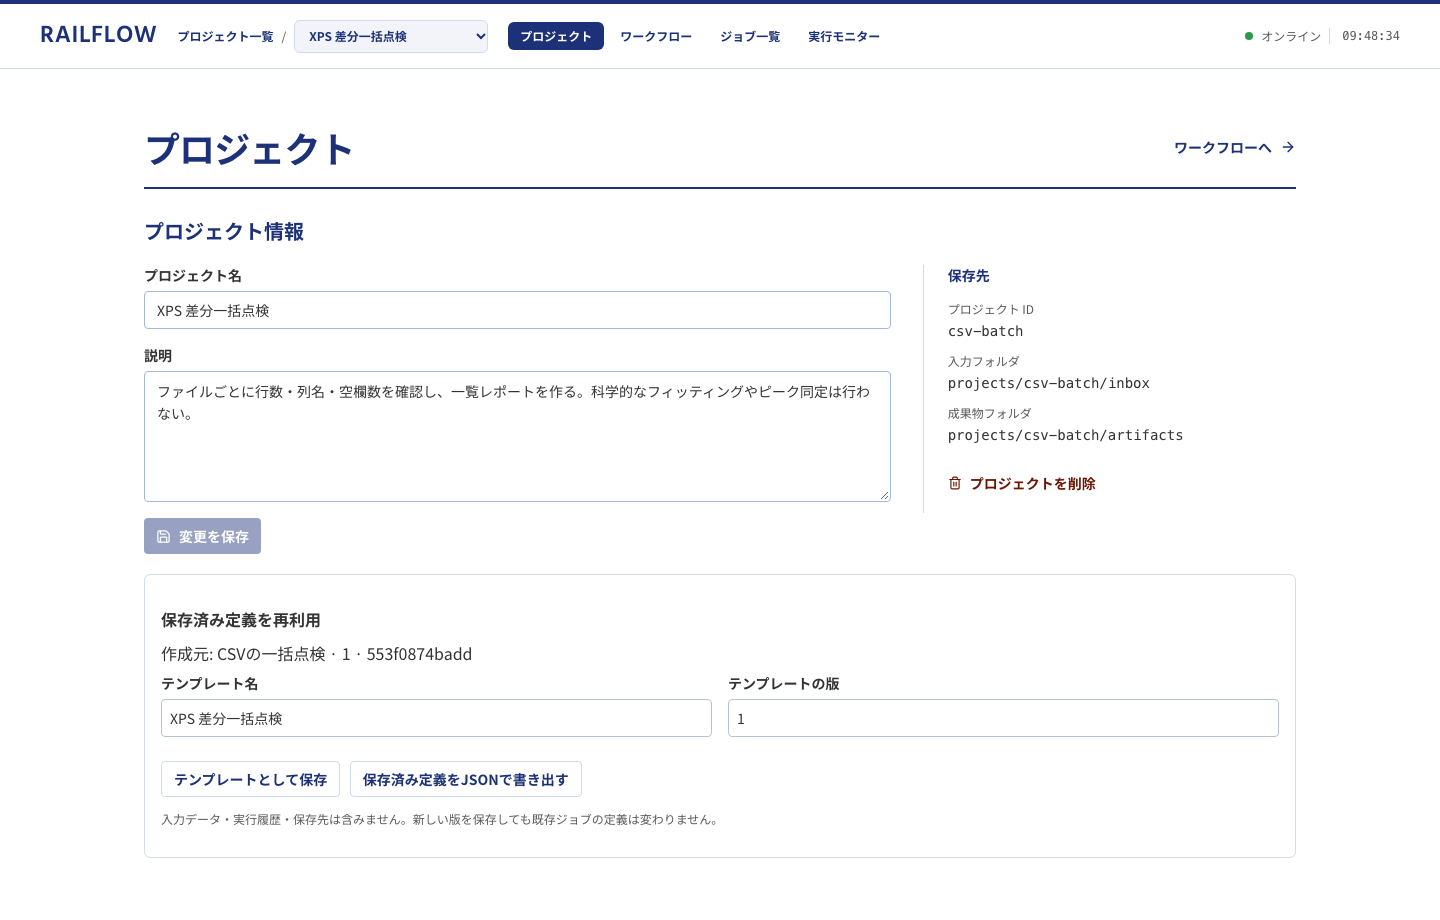 RAILFLOW プロジェクト一覧 / XPS 差分一括点検 プロジェクト ワークフロー ジョブ一覧 実行モニター オンライン 09:48:34
プロジェクト
ワークフローへ →
プロジェクト情報
プロジェクト名
XPS 差分一括点検
説明
ファイルごとに行数・列名・空欄数を確認し、一覧レポートを作る。科学的なフィッティングやピーク同定は行わ
ない。
変更を保存
保存先
プロジェクト ID
csv-batch
入力フォルダ
projects/csv-batch/inbox
成果物フォルダ
projects/csv-batch/artifacts
プロジェクトを削除
保存済み定義を再利用
作成元: CSVの一括点検 · 1 · 553f0874badd
テンプレート名
XPS 差分一括点検
テンプレートの版
1
テンプレートとして保存 保存済み定義をJSONで書き出す
入力データ・実行履歴・保存先は含みません。新しい版を保存しても既存ジョブの定義は変わりません。